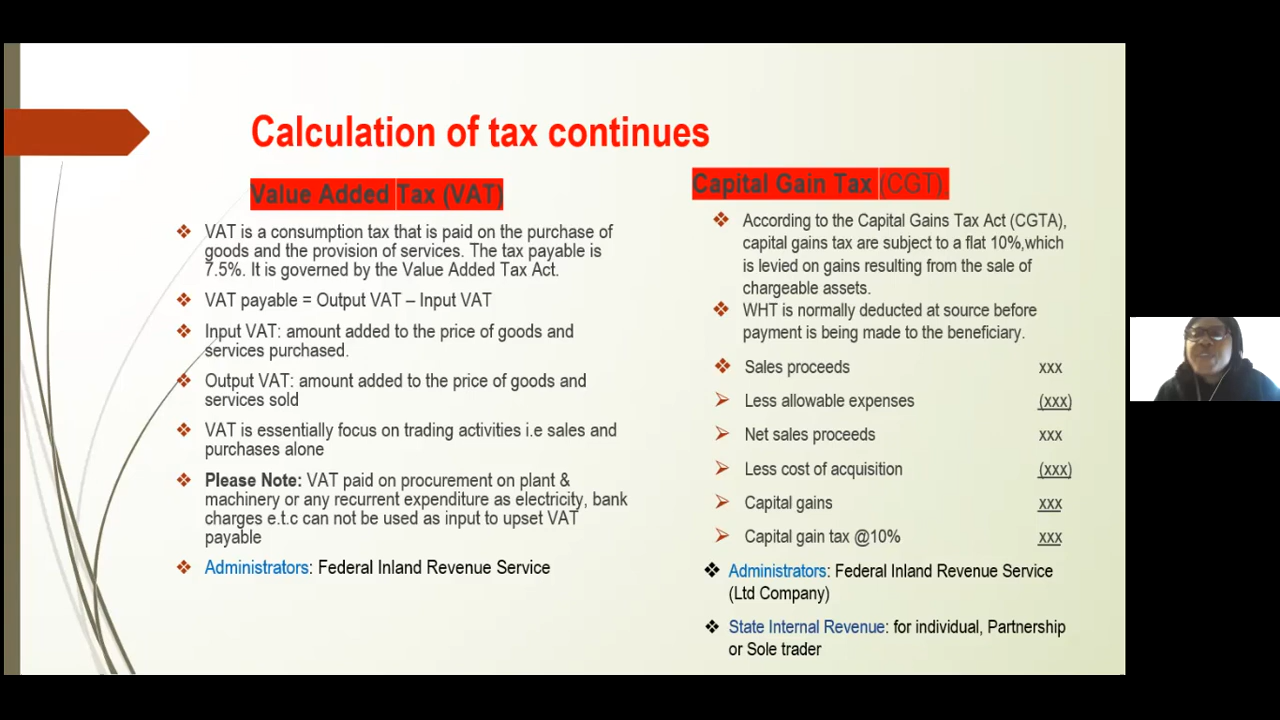 Calculation of tax continues
Value Added Tax (VAT)
VAT is a consumption tax that is paid on the purchase of
goods and the provision of services. The tax payable is
7.5%. It is governed by the Value Added Tax Act.
VAT payable = Output VAT – Input VAT
Input VAT: amount added to the price of goods and
services purchased.
Output VAT: amount added to the price of goods and
services sold
VAT is essentially focus on trading activities i.e sales and
purchases alone
Please Note: VAT paid on procurement on plant &
machinery or any recurrent expenditure as electricity, bank
charges e.t.c can not be used as input to upset VAT
payable
Administrators: Federal Inland Revenue Service
Capital Gain Tax (CGT)
According to the Capital Gains Tax Act (CGTA),
capital gains tax are subject to a flat 10%,which
is levied on gains resulting from the sale of
chargeable assets.
WHT is normally deducted at source before
payment is being made to the beneficiary.
Sales proceeds xxx
Less allowable expenses (xxx)
Net sales proceeds xxx
Less cost of acquisition (xxx)
Capital gains xxx
Capital gain tax @10% xxx
Administrators: Federal Inland Revenue Service
(Ltd Company)
State Internal Revenue: for individual, Partnership
or Sole trader